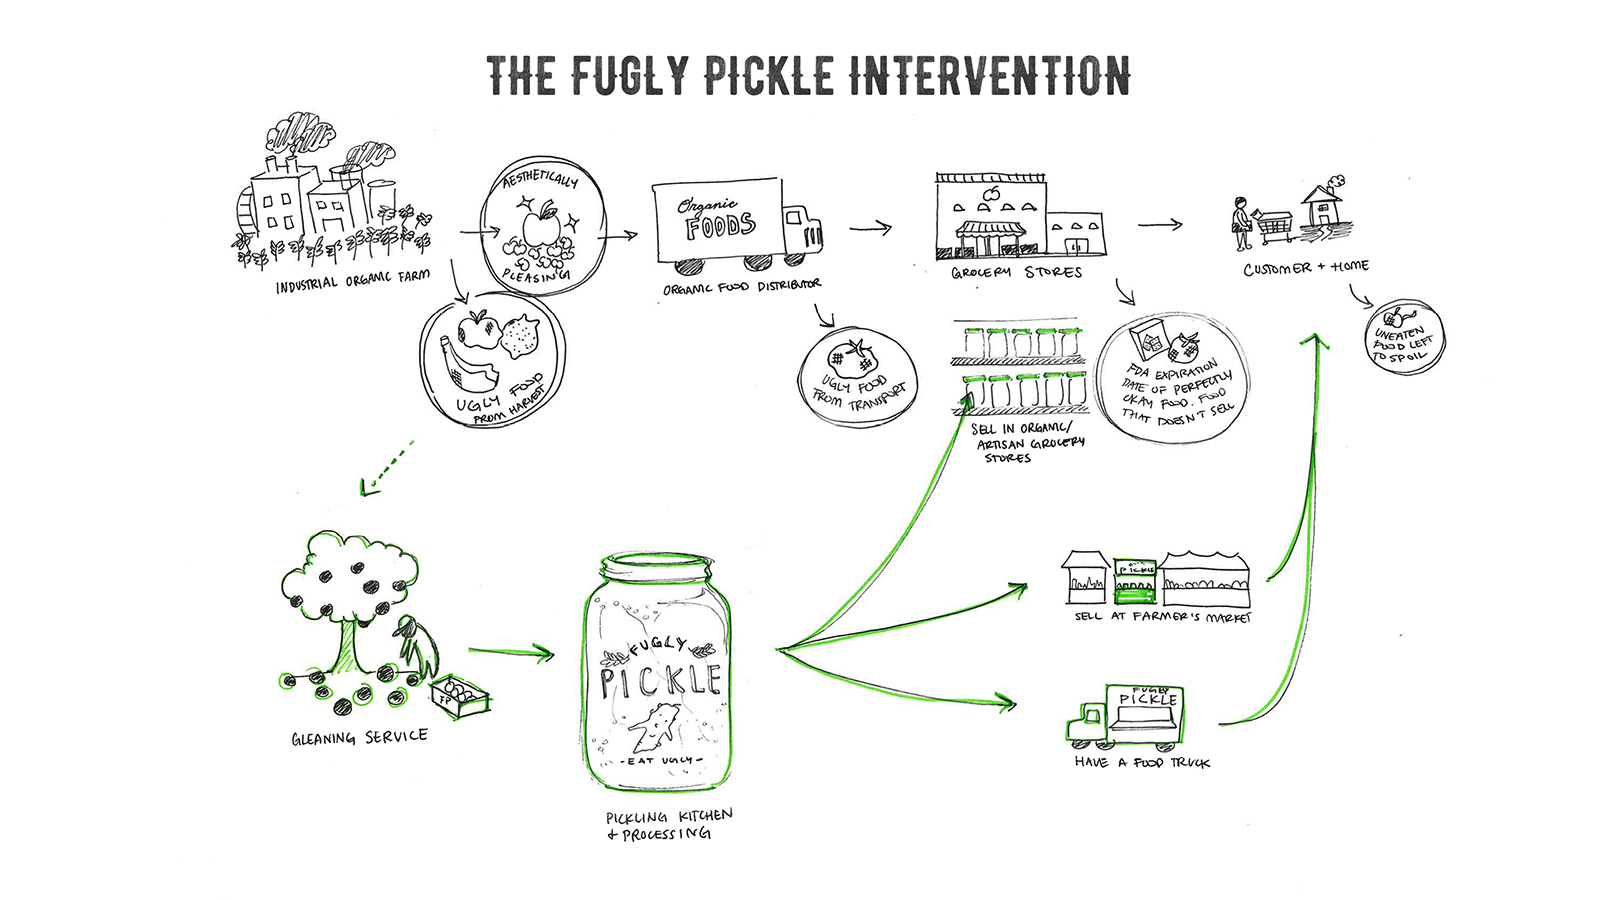 THE FUGLY PICKLE INTERVENTION
INDUSTRIAL ORGANIC FARM
AESTHETICALLY
PLEASING
Organic
FOODS
ORGANIC FOOD DISTRIBUTOR
GROCERY STORES
CUSTOMER + HOME
UGLY FOOD
FROM HARVEST
UGLY FOOD
FROM TRANSPORT
SELL IN ORGANIC/
ARTISAN GROCERY
STORES
FDA EXPIRATION
DATE OF PERFECTLY
OKAY FOOD. FOOD
THAT DOESN'T SELL
UNEATEN
FOOD LEFT
TO SPOIL
FP
GLEANING SERVICE
FUGLY
PICKLE
-EAT UGLY-
PICKLING KITCHEN
+ PROCESSING
PICKLE
SELL AT FARMER'S MARKET
FUGLY
PICKLE
HAVE A FOOD TRUCK